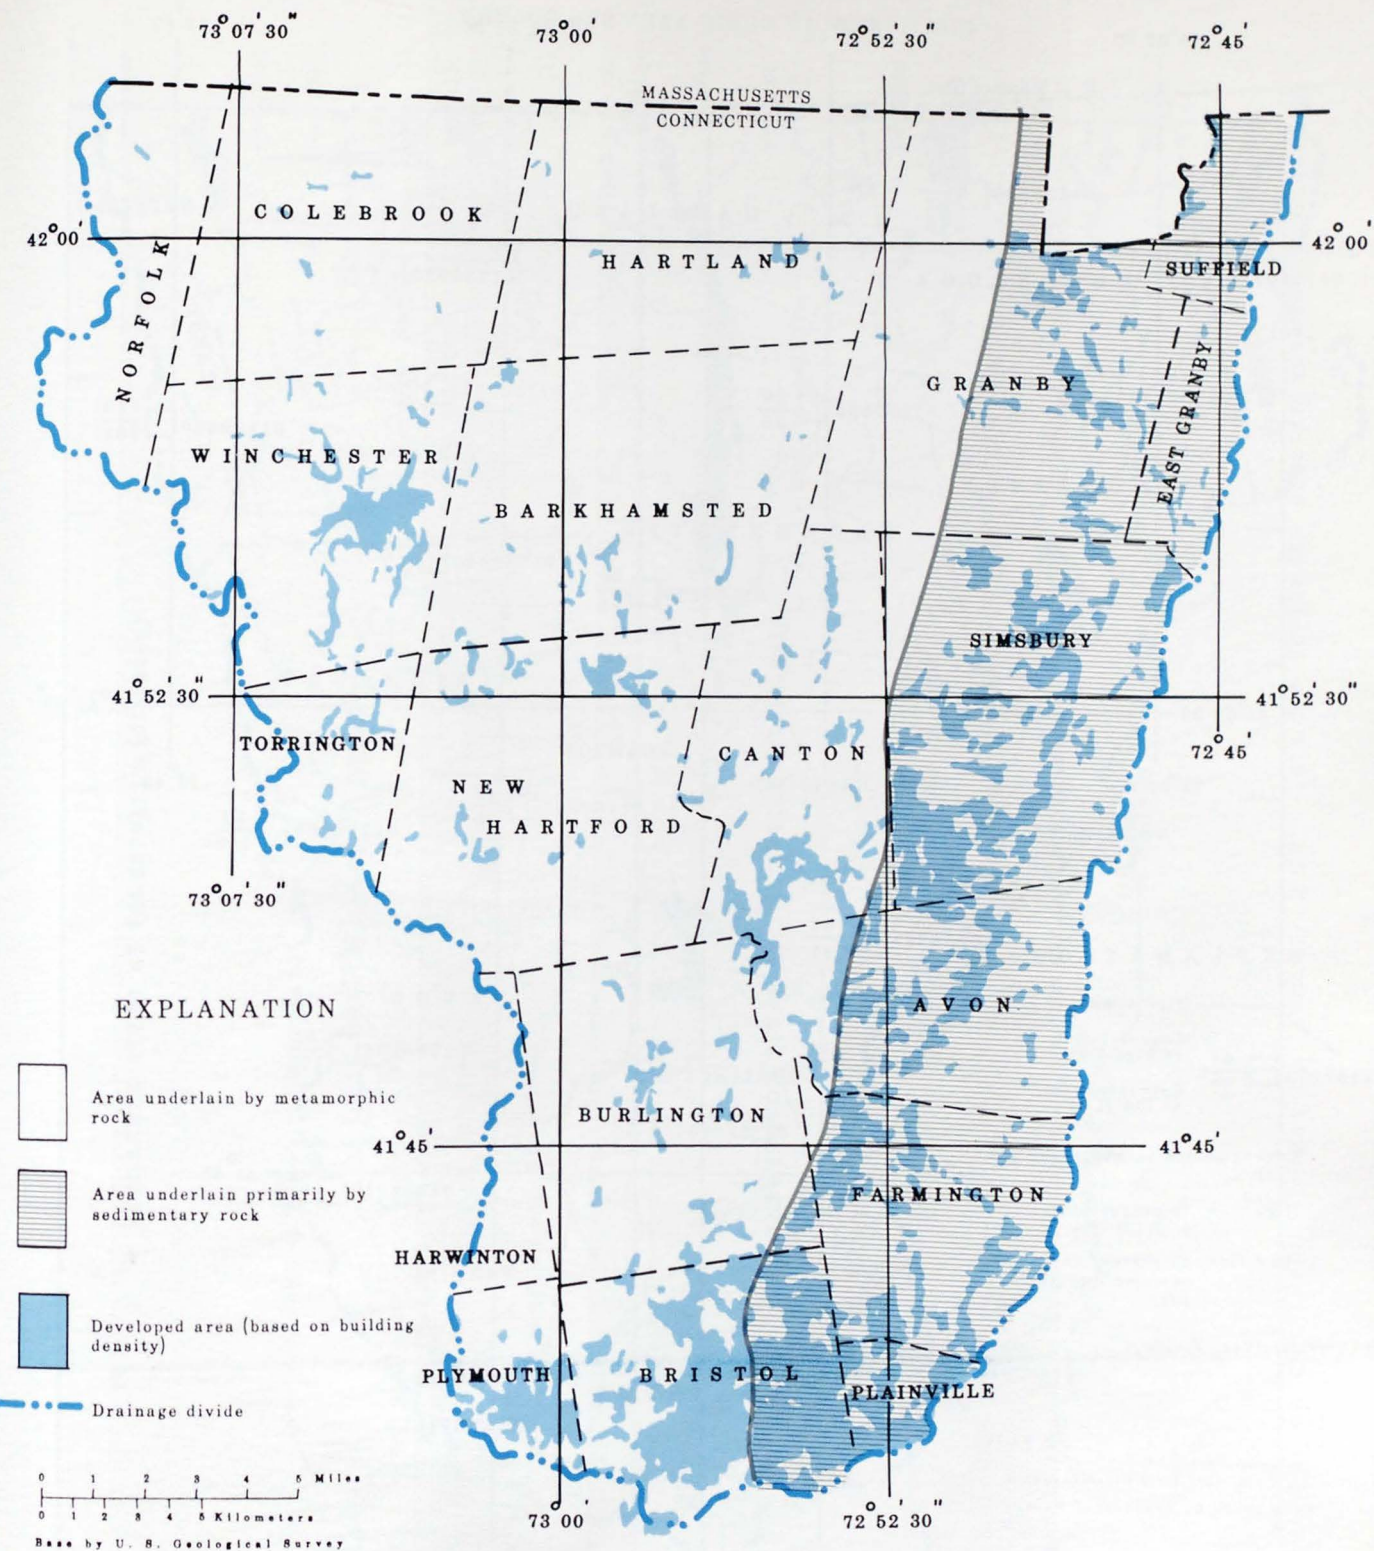 73°07'30"
73°00'
72°52'30"
72°45'
MASSACHUSETTS
CONNECTICUT
COLEBROOK
42°00'
42°00'
HARTLAND
SUFFIELD
NORFOLK
GRANBY
EAST GRANBY
WINCHESTER
BARKHAMSTED
SIMSBURY
41°52'30"
41°52'30"
TORRINGTON
CANTON
72°45'
NEW
HARTFORD
73°07'30"
EXPLANATION
AVON
Area underlain by metamorphic
rock
BURLINGTON
41°45'
41°45'
Area underlain primarily by
sedimentary rock
FARMINGTON
HARWINTON
Developed area (based on building
density)
PLYMOUTH
BRISTOL
PLAINVILLE
Drainage divide
0 1 2 3 4 5 Miles
0 1 2 3 4 5 Kilometers
73°00'
72°52'30"
Base by U. S. Geological Survey